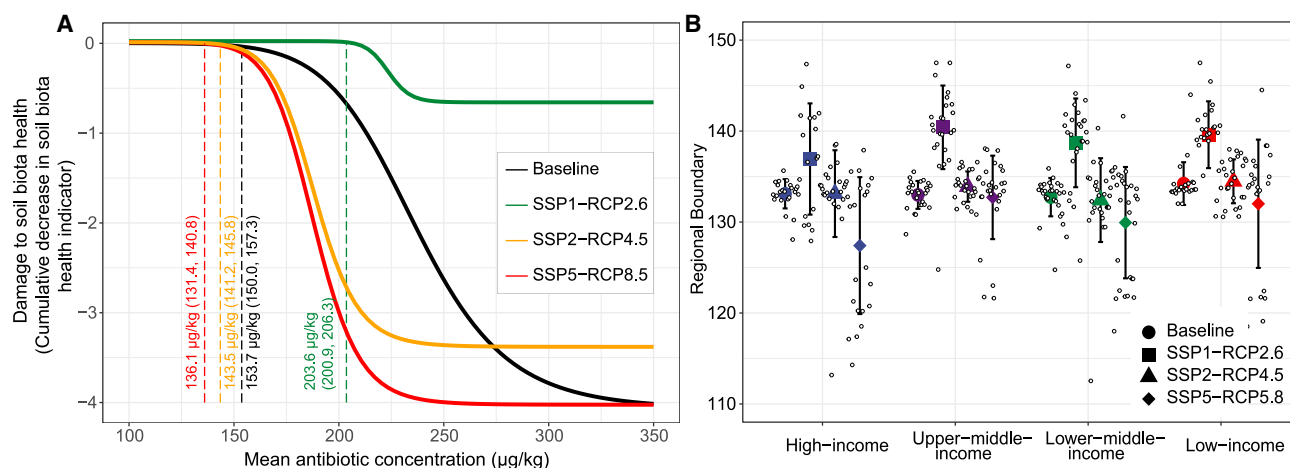 A
Damage to soil biota health
(Cumulative decrease in soil biota
health indicator)
0
−1
−2
−3
−4
136.1 μg/kg (131.4, 140.8)
143.5 μg/kg (141.2, 145.8)
153.7 μg/kg (150.0, 157.3)
203.6 μg/kg
(200.9, 206.3)
Baseline
SSP1−RCP2.6
SSP2−RCP4.5
SSP5−RCP8.5
100 150 200 250 300 350
Mean antibiotic concentration (μg/kg)
B
Regional Boundary
150
140
130
120
110
Baseline
SSP1−RCP2.6
SSP2−RCP4.5
SSP5−RCP5.8
High−income
Upper−middle−
income
Lower−middle−
income
Low−income